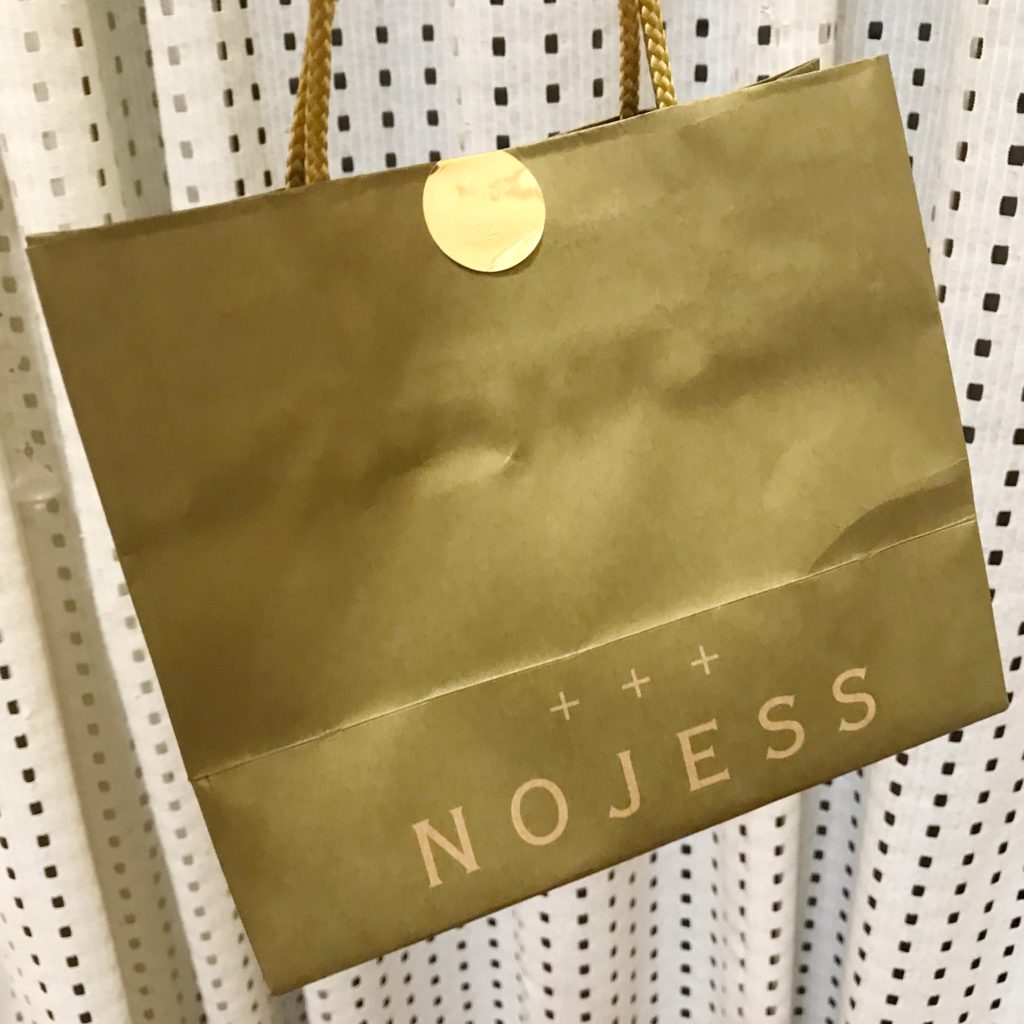 + + +
NOJESS